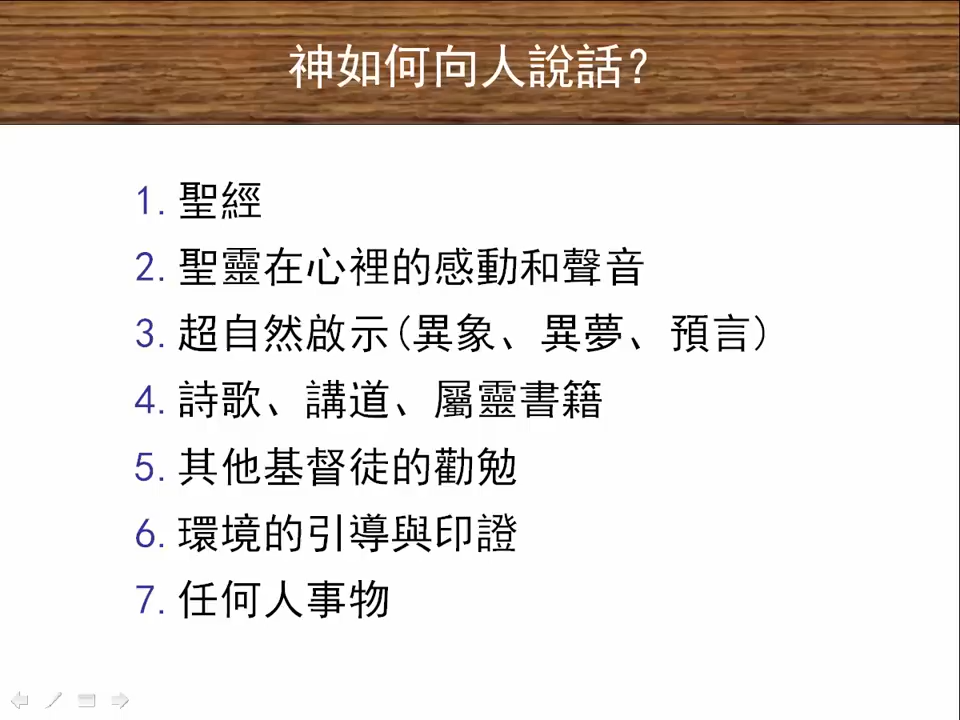 神如何向人說話？
1. 聖經
2. 聖靈在心裡的感動和聲音
3. 超自然啟示(異象、異夢、預言)
4. 詩歌、講道、屬靈書籍
5. 其他基督徒的勸勉
6. 環境的引導與印證
7. 任何人事物